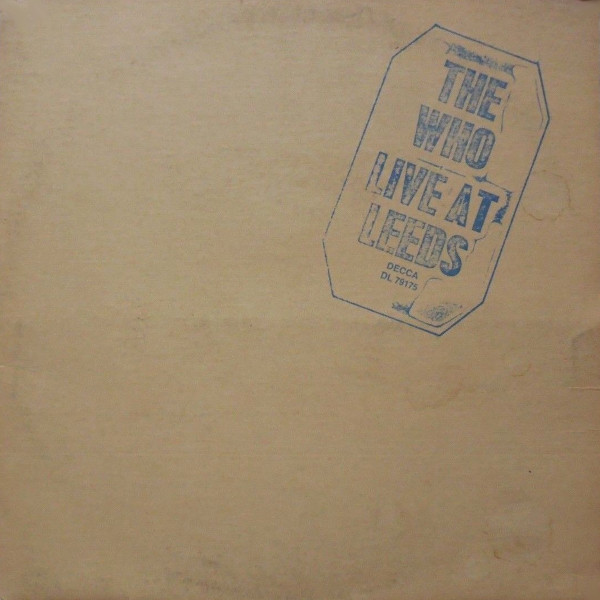 THE
WHO
LIVE AT
LEEDS
DECCA
DL 79175